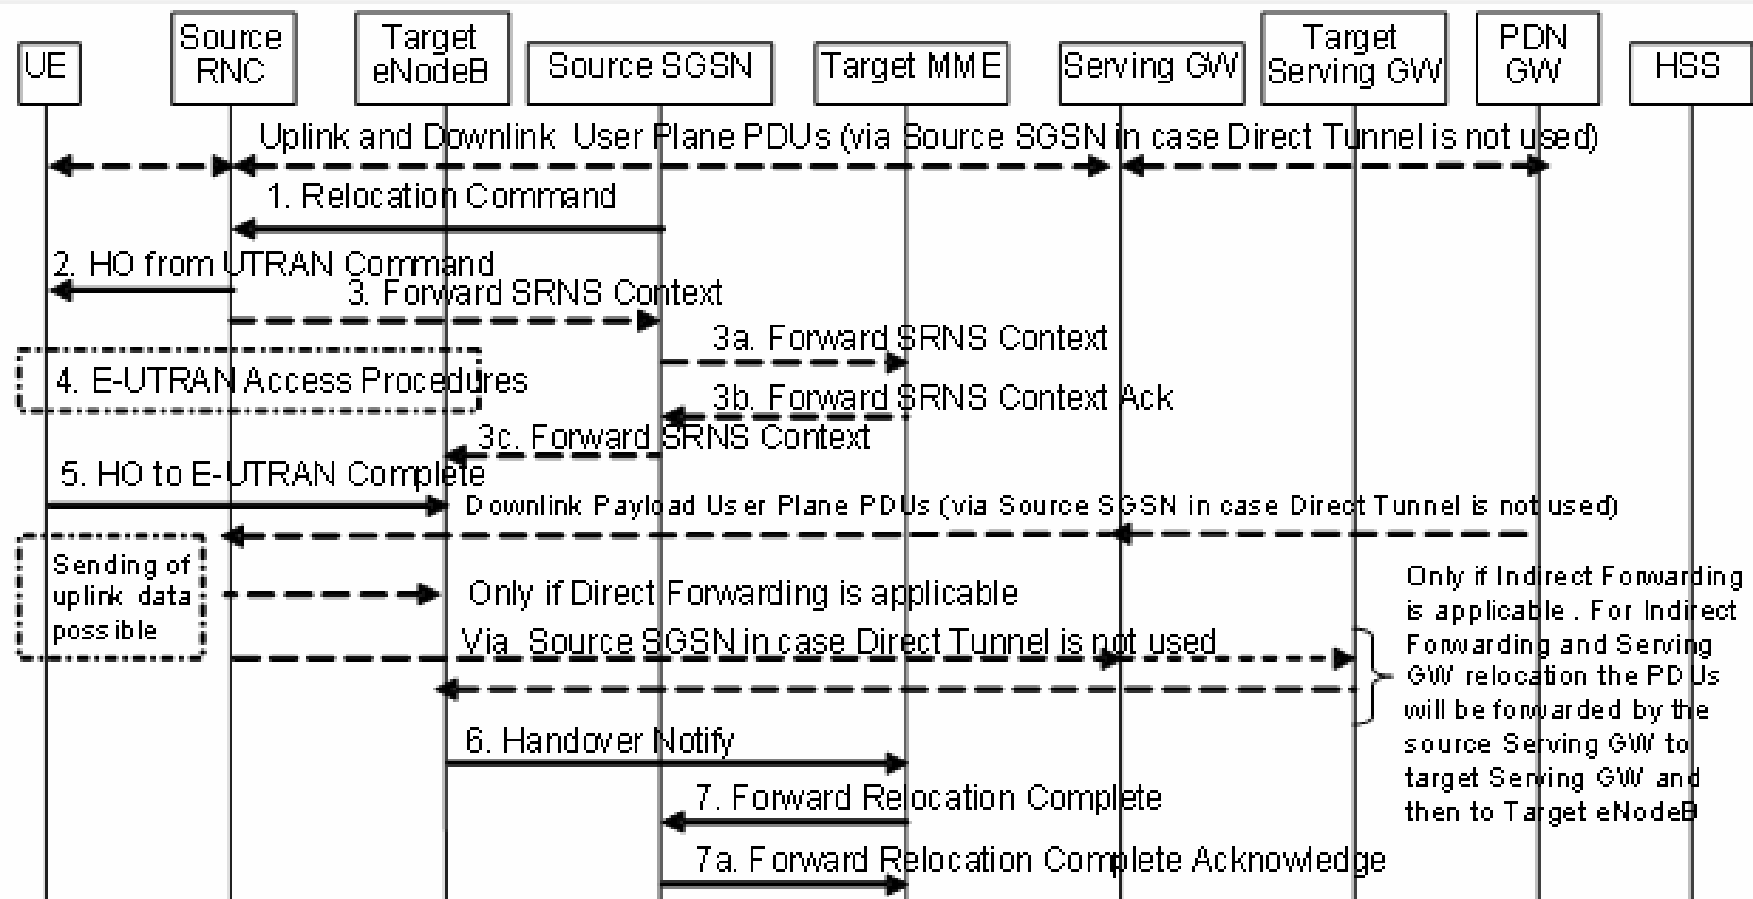 Source
RNC
Target
eNodeB
Target
Serving GW
PDN
GW
UE
Source SGSN
Target MME
Serving GW
HSS
Uplink and Downlink User Plane PDUs (via Source SGSN in case Direct Tunnel is not used)
1. Relocation Command
2. HO from UTRAN Command
3. Forward SRNS Context
3a. Forward SRNS Context
4. E-UTRAN Access Procedures
3b. Forward SRNS Context Ack
3c. Forward SRNS Context
5. HO to E-UTRAN Complete
Downlink Payload User Plane PDUs (via Source SGSN in case Direct Tunnel is not used)
Sending of
uplink data
possible
Only if Direct Forwarding is applicable
Via Source SGSN in case Direct Tunnel is not used
Only if Indirect Forwarding
is applicable . For Indirect
Forwarding and Serving
GW relocation the PDUs
will be forwarded by the
source Serving GW to
target Serving GW and
then to Target eNodeB
6. Handover Notify
7. Forward Relocation Complete
7a. Forward Relocation Complete Acknowledge